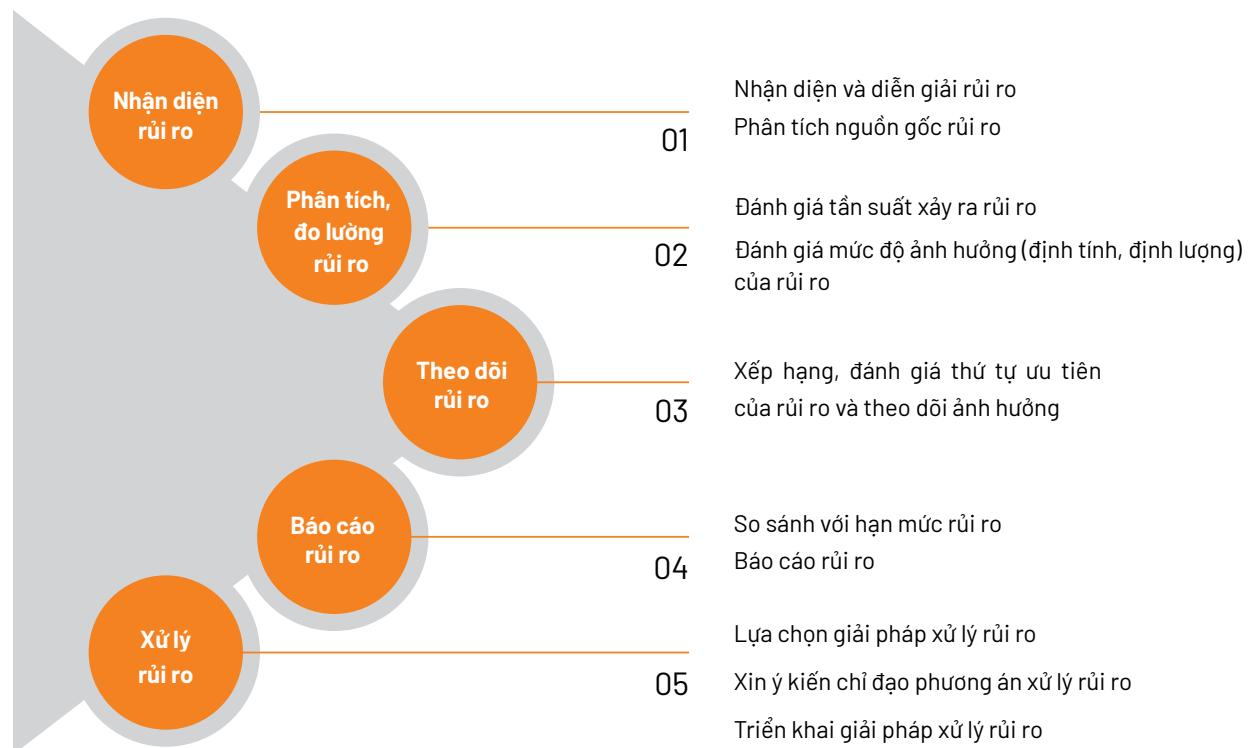 Nhận diện
rủi ro
01
Nhận diện và diễn giải rủi ro
Phân tích nguồn gốc rủi ro
Phân tích,
đo lường
rủi ro
02
Đánh giá tần suất xảy ra rủi ro
Đánh giá mức độ ảnh hưởng (định tính, định lượng)
của rủi ro
Theo dõi
rủi ro
03
Xếp hạng, đánh giá thứ tự ưu tiên
của rủi ro và theo dõi ảnh hưởng
Báo cáo
rủi ro
04
So sánh với hạn mức rủi ro
Báo cáo rủi ro
Xử lý
rủi ro
05
Lựa chọn giải pháp xử lý rủi ro
Xin ý kiến chỉ đạo phương án xử lý rủi ro
Triển khai giải pháp xử lý rủi ro